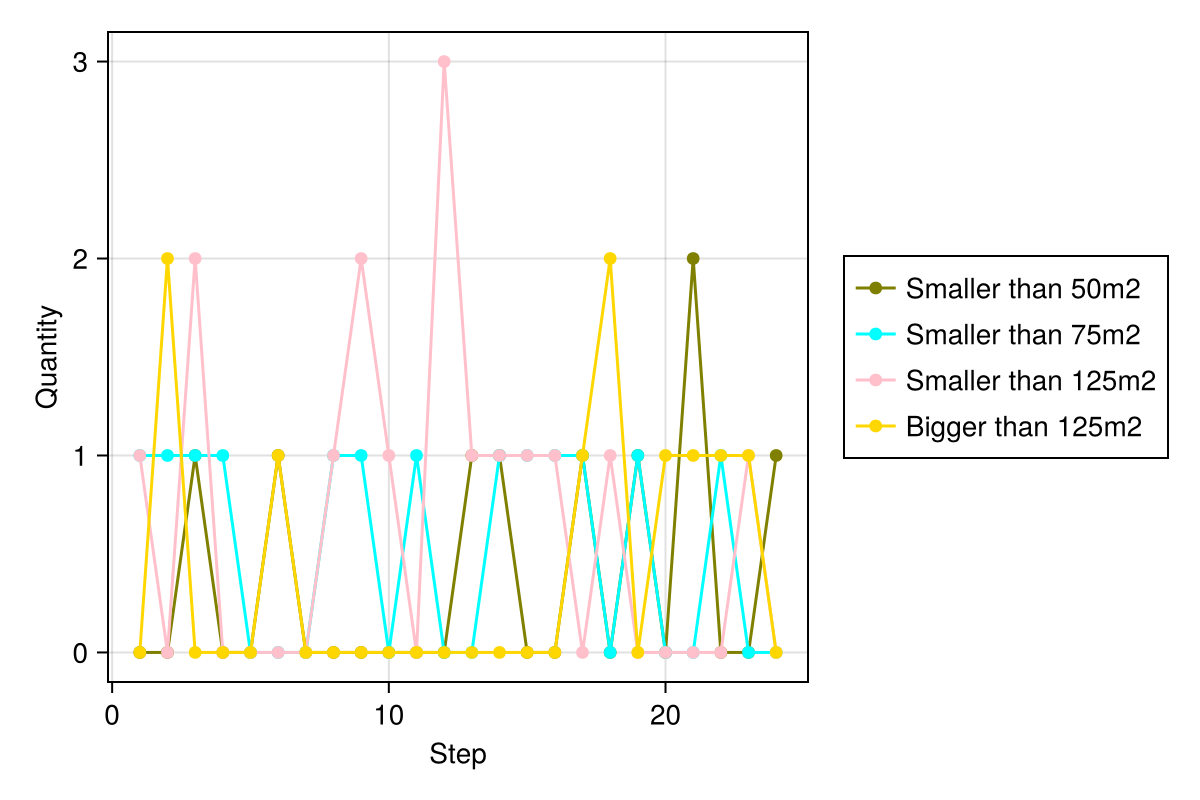 3
2
1
0
Quantity
0 10 20
Step
Smaller than 50m2
Smaller than 75m2
Smaller than 125m2
Bigger than 125m2